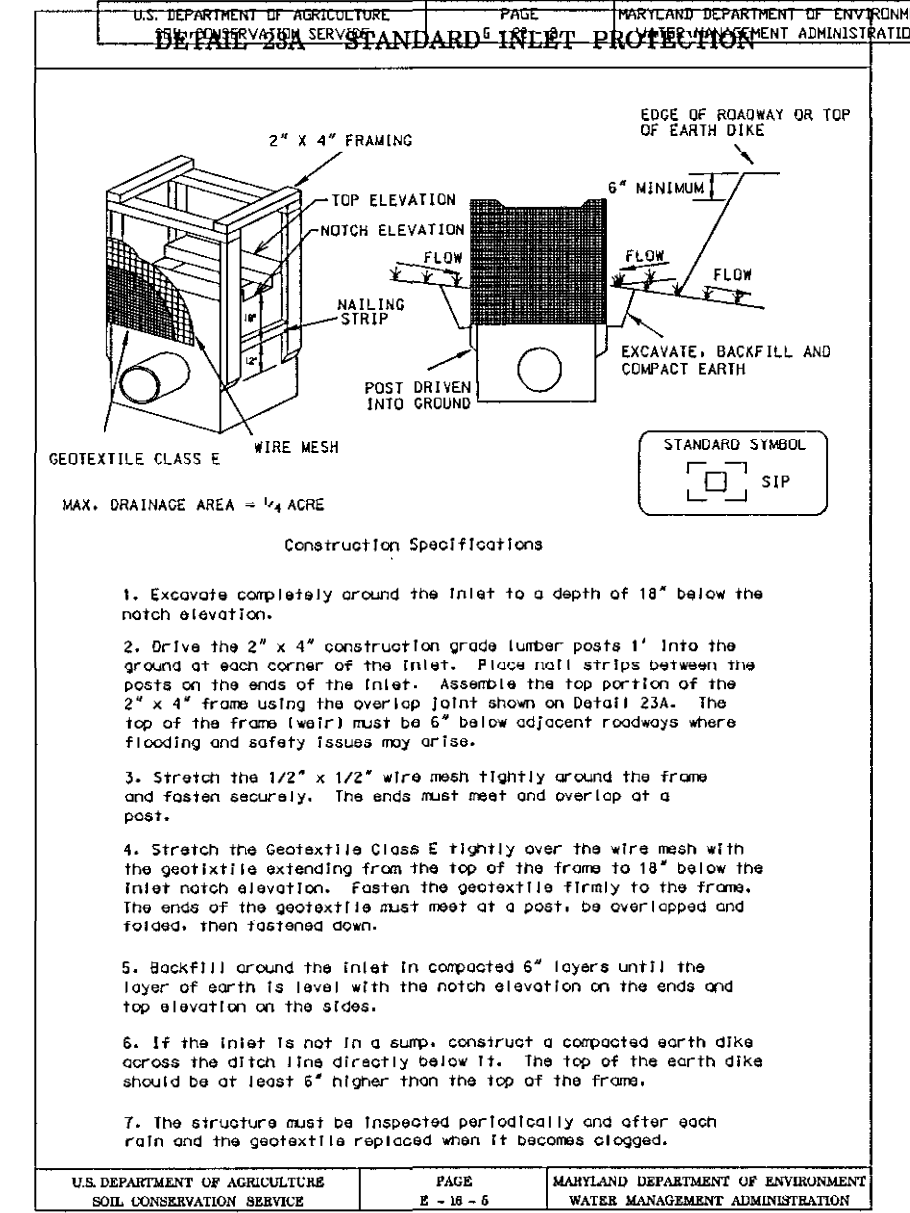 U.S. DEPARTMENT OF AGRICULTURE
PAGE
MARYLAND DEPARTMENT OF ENVIRONM
SERVICE
MANAGEMENT ADMINISTRATIO
DETAIL 23A STANDARD INLET PROTECTION
2" X 4" FRAMING
EDGE OF ROADWAY OR TOP
OF EARTH DIKE
6" MINIMUM
TOP ELEVATION
NOTCH ELEVATION
FLOW
FLOW
FLOW
18"
NAILING
STRIP
12"
EXCAVATE, BACKFILL AND
COMPACT EARTH
POST DRIVEN
INTO GROUND
WIRE MESH
GEOTEXTILE CLASS E
STANDARD SYMBOL
SIP
MAX. DRAINAGE AREA = 1/4 ACRE
Construction Specifications
1. Excavate completely around the inlet to a depth of 18" below the
notch elevation.
2. Drive the 2" x 4" construction grade lumber posts 1' into the
ground at each corner of the inlet. Place nail strips between the
posts on the ends of the inlet. Assemble the top portion of the
2" x 4" frame using the overlap joint shown on Detail 23A. The
top of the frame (weir) must be 6" below adjacent roadways where
flooding and safety issues may arise.
3. Stretch the 1/2" x 1/2" wire mesh tightly around the frame
and fasten securely. The ends must meet and overlap at a
post.
4. Stretch the Geotextile Class E tightly over the wire mesh with
the geotixtile extending from the top of the frame to 18" below the
inlet notch elevation. Fasten the geotextile firmly to the frame.
The ends of the geotextile must meet at a post, be overlapped and
folded, then fastened down.
5. Backfill around the inlet in compacted 6" layers until the
layer of earth is level with the notch elevation on the ends and
top elevation on the sides.
6. If the inlet is not in a sump, construct a compacted earth dike
across the ditch line directly below it. The top of the earth dike
should be at least 6" higher than the top of the frame.
7. The structure must be inspected periodically and after each
rain and the geotextile replaced when it becomes clogged.
U.S. DEPARTMENT OF AGRICULTURE
SOIL CONSERVATION SERVICE
PAGE
E - 16 - 5
MARYLAND DEPARTMENT OF ENVIRONMENT
WATER MANAGEMENT ADMINISTRATION